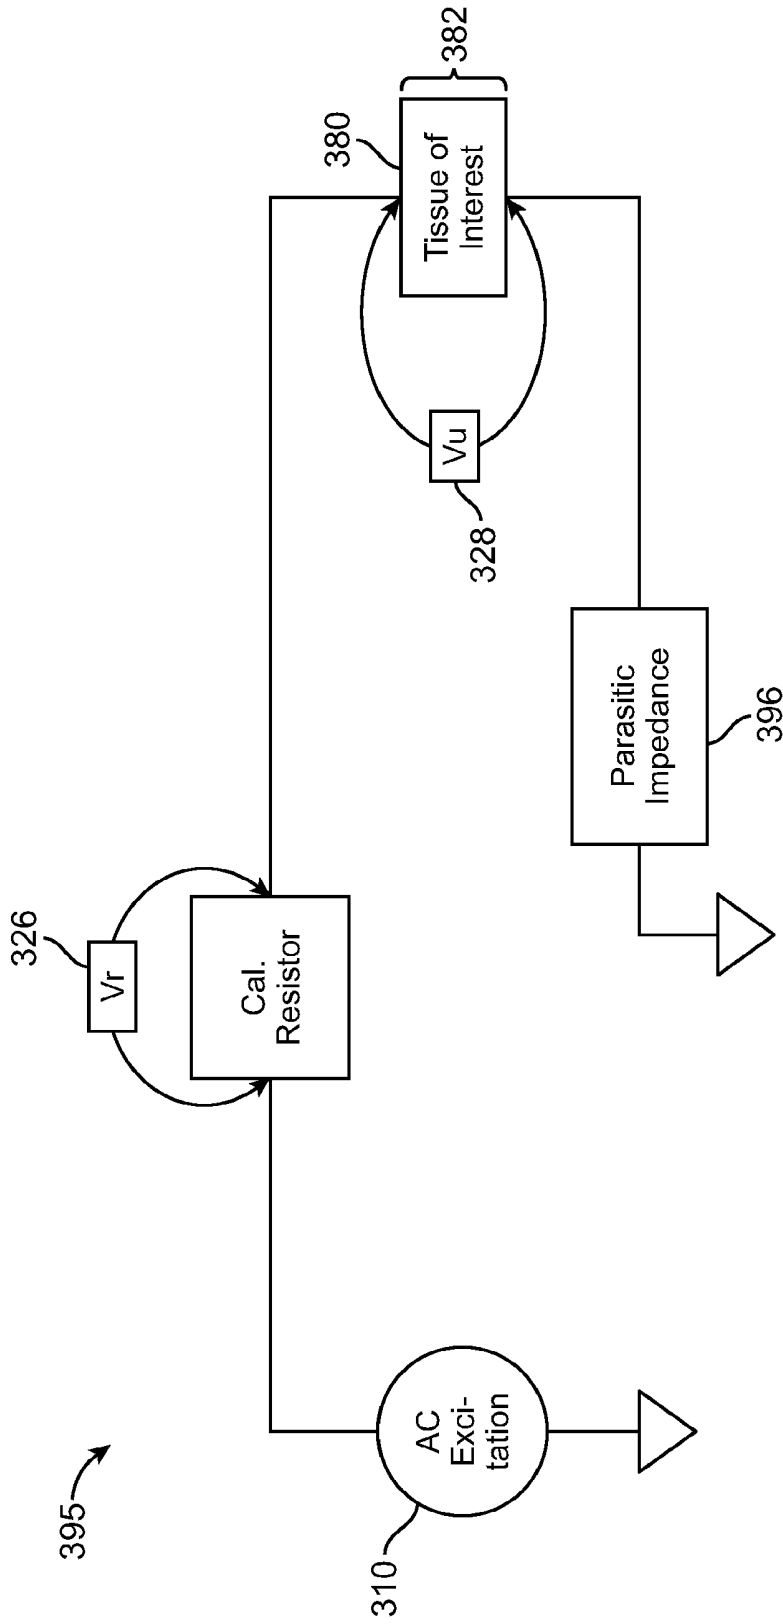 395
310
AC
Exci-
tation
326
Vr
Cal.
Resistor
380
382
Tissue of
Interest
Vu
328
Parasitic
Impedance
396